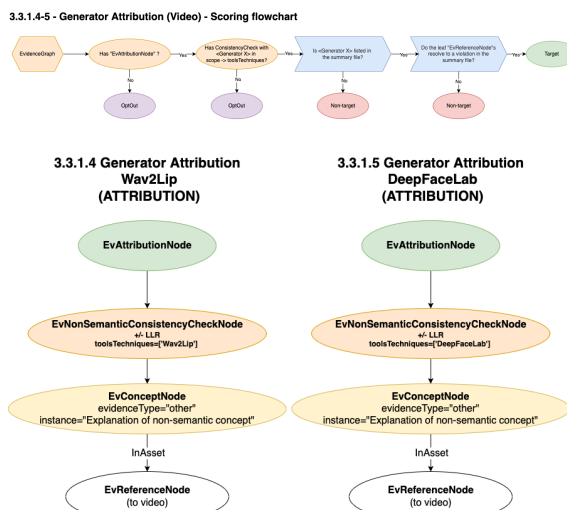 3.3.1.4-5 - Generator Attribution (Video) - Scoring flowchart
EvidenceGraph
Has "EvAttributionNode" ?
Yes
Has ConsistencyCheck with
<Generator X> in
scope -> toolsTechniques?
Yes
Is <Generator X> listed in
the summary file?
Yes
Do the leaf "EvReferenceNode"s
resolve to a violation in the
summary file?
Yes
Target
No
No
No
No
OptOut
OptOut
Non-target
Non-target
3.3.1.4 Generator Attribution
Wav2Lip
(ATTRIBUTION)
EvAttributionNode
EvNonSemanticConsistencyCheckNode
+/- LLR
toolsTechniques=['Wav2Lip']
EvConceptNode
evidenceType="other"
instance="Explanation of non-semantic concept"
InAsset
EvReferenceNode
(to video)
3.3.1.5 Generator Attribution
DeepFaceLab
(ATTRIBUTION)
EvAttributionNode
EvNonSemanticConsistencyCheckNode
+/- LLR
toolsTechniques=['DeepFaceLab']
EvConceptNode
evidenceType="other"
instance="Explanation of non-semantic concept"
InAsset
EvReferenceNode
(to video)